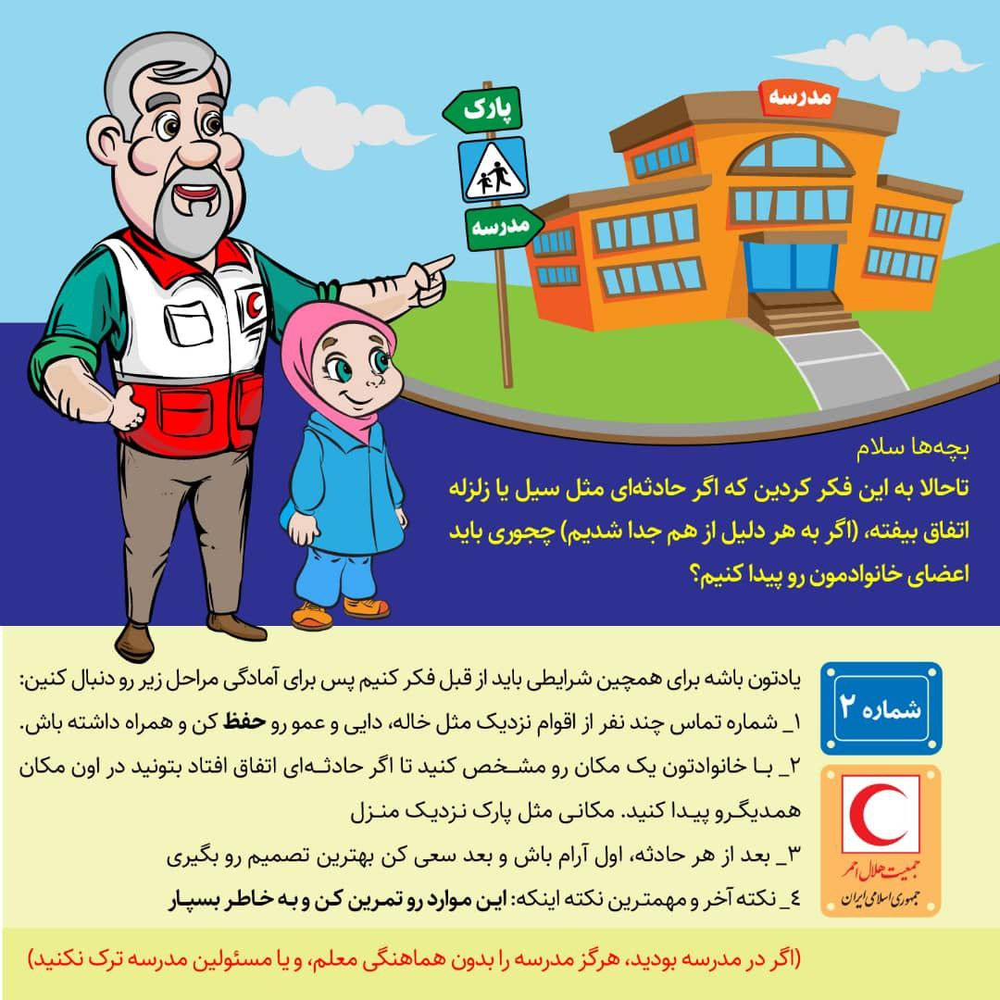 مدرسه
پارک
مدرسه
بچه‌ها سلام
تاحالا به این فکر کردین که اگر حادثه‌ای مثل سیل یا زلزله
اتفاق بیفته، (اگر به هر دلیل از هم جدا شدیم) چجوری باید
اعضای خانوادمون رو پیدا کنیم؟
شماره ۲
یادتون باشه برای همچین شرایطی باید از قبل فکر کنیم پس برای آمادگی مراحل زیر رو دنبال کنین:
۱_ شماره تماس چند نفر از اقوام نزدیک مثل خاله، دایی و عمو رو حفظ کن و همراه داشته باش.
۲_ با خانوادتون یک مکان رو مشخص کنید تا اگر حادثه‌ای اتفاق افتاد بتونید در اون مکان
همدیگرو پیدا کنید. مکانی مثل پارک نزدیک منزل
۳_ بعد از هر حادثه، اول آرام باش و بعد سعی کن بهترین تصمیم رو بگیری
٤_ نکته آخر و مهمترین نکته اینکه: این موارد رو تمرین کن و به خاطر بسپار
جمعیت هلال احمر
جمهوری اسلامی ایران
(اگر در مدرسه بودید، هرگز مدرسه را بدون هماهنگی معلم، و یا مسئولین مدرسه ترک نکنید)